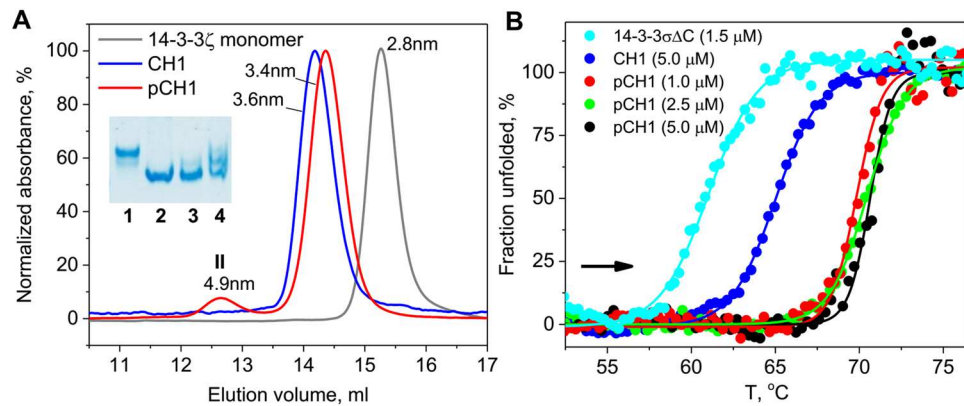 A
Normalized absorbance, %
100
80
60
40
20
0
14-3-3ζ monomer
CH1
pCH1
2.8nm
3.4nm
3.6nm
1 2 3 4
II
4.9nm
11 12 13 14 15 16 17
Elution volume, ml
B
Fraction unfolded, %
100
75
50
25
0
14-3-3σΔC (1.5 μM)
CH1 (5.0 μM)
pCH1 (1.0 μM)
pCH1 (2.5 μM)
pCH1 (5.0 μM)
55 60 65 70 75
T, °C